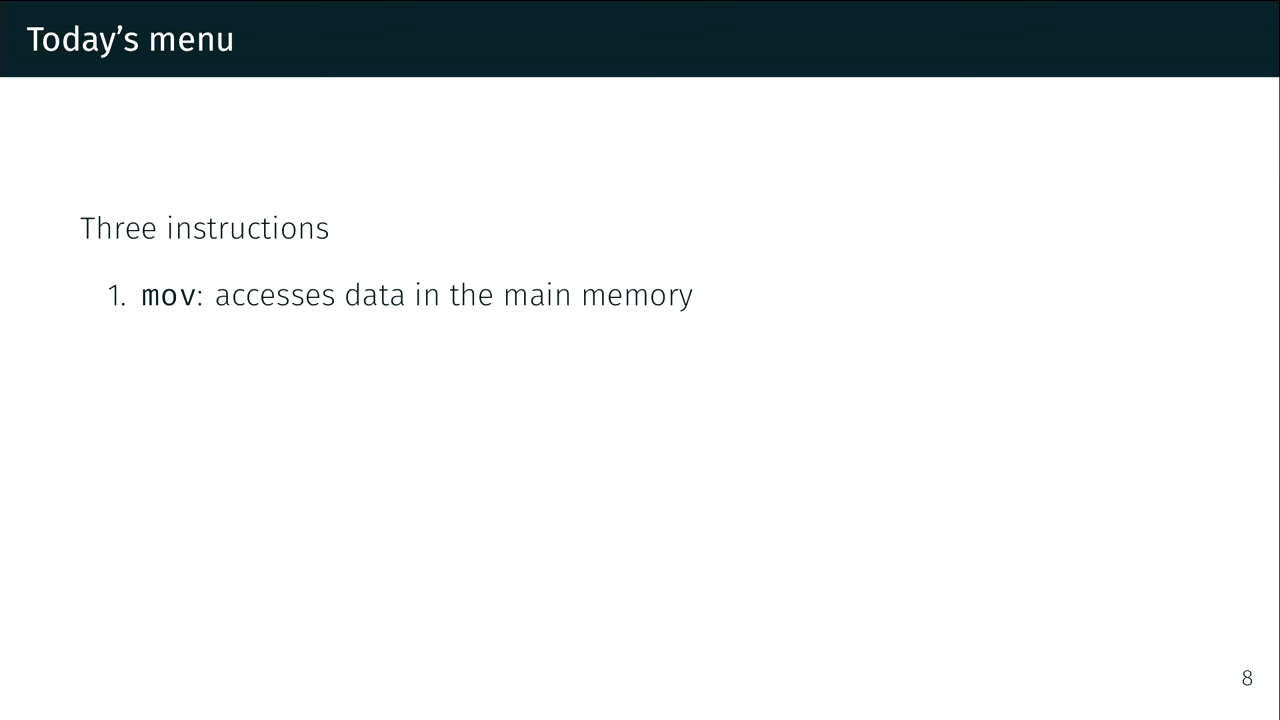 Today’s menu
Three instructions
1. mov: accesses data in the main memory
8